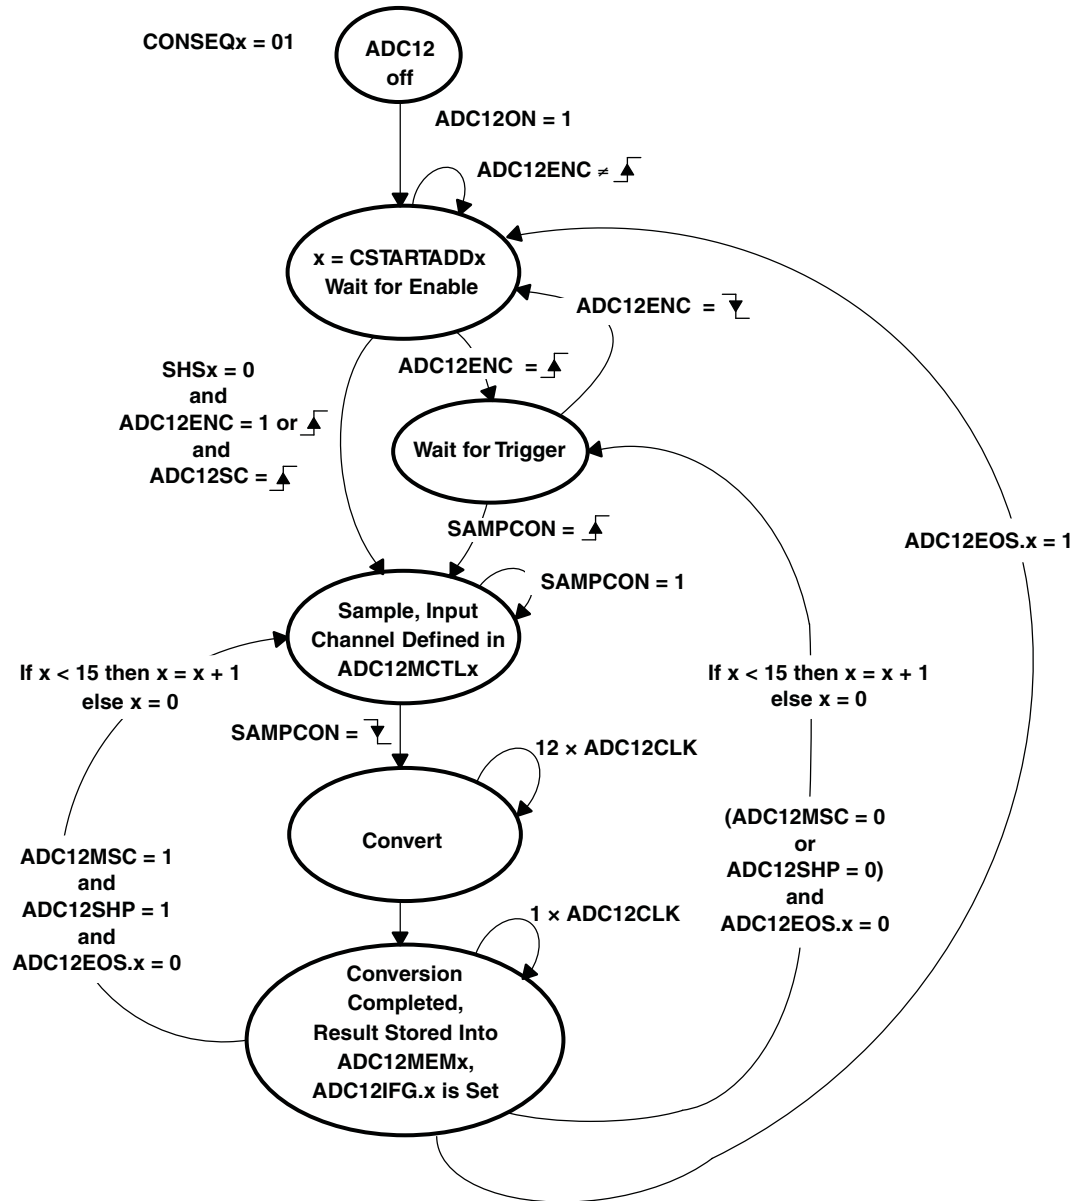 CONSEQx = 01
ADC12
off
ADC12ON = 1
ADC12ENC ≠
x = CSTARTADDx
Wait for Enable
ADC12ENC =
SHSx = 0
and
ADC12ENC = 1 or
and
ADC12SC =
ADC12ENC =
Wait for Trigger
SAMPCON =
ADC12EOS.x = 1
SAMPCON = 1
Sample, Input
Channel Defined in
ADC12MCTLx
If x < 15 then x = x + 1
else x = 0
If x < 15 then x = x + 1
else x = 0
SAMPCON =
12 × ADC12CLK
Convert
(ADC12MSC = 0
or
ADC12SHP = 0)
and
ADC12EOS.x = 0
ADC12MSC = 1
and
ADC12SHP = 1
and
ADC12EOS.x = 0
1 × ADC12CLK
Conversion
Completed,
Result Stored Into
ADC12MEMx,
ADC12IFG.x is Set